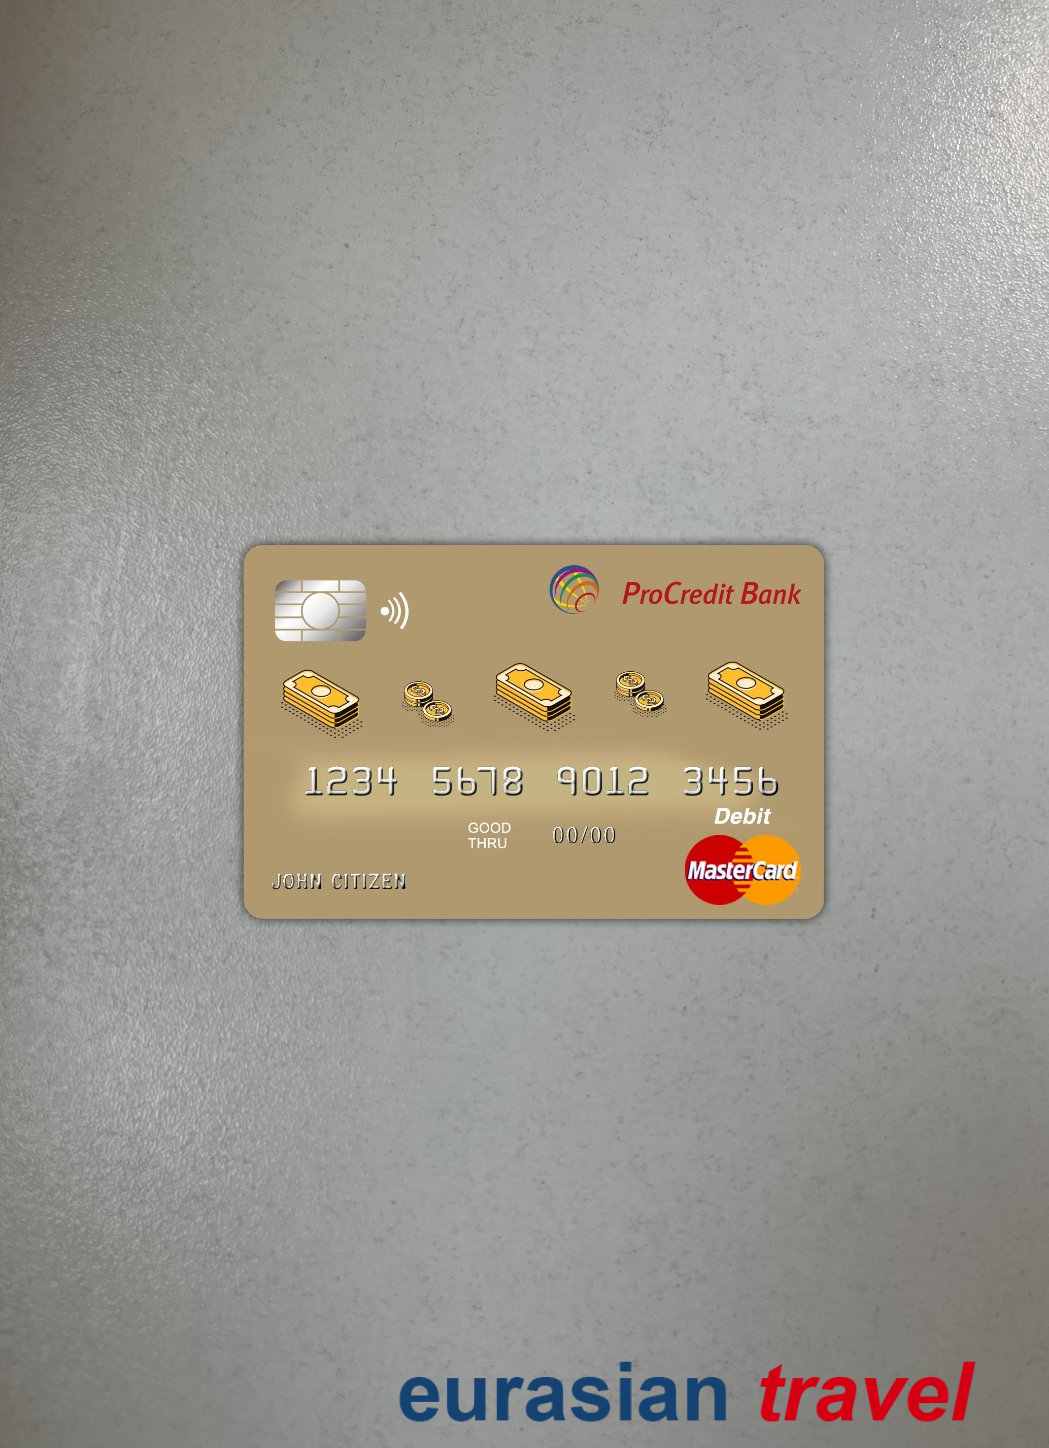 ProCredit Bank
1234 5678 9012 3456
Debit
GOOD
THRU
00/00
MasterCard
JOHN CITIZEN
eurasian travel